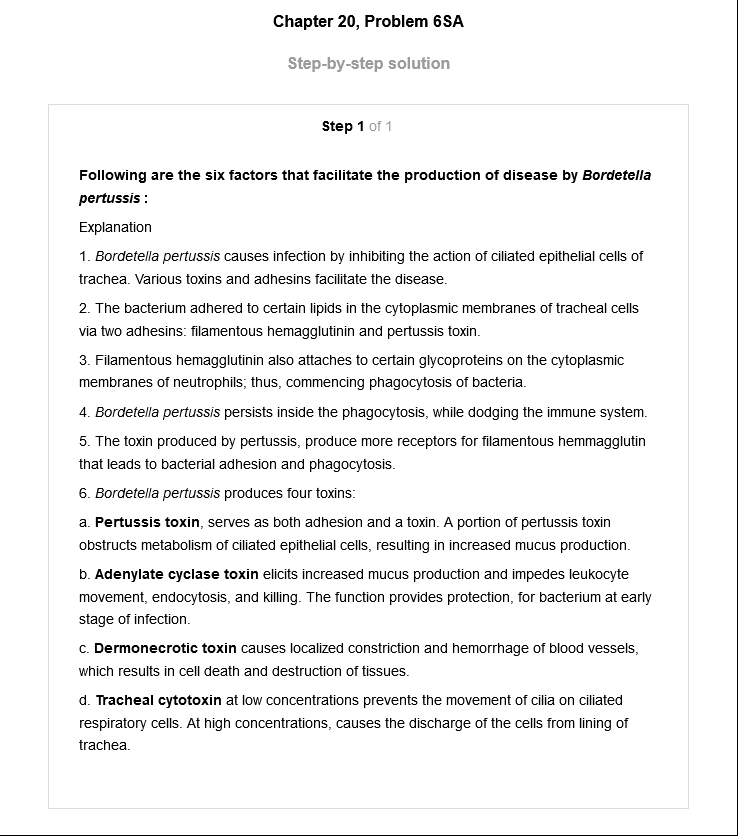 Chapter 20, Problem 6SA
Step-by-step solution
Step 1 of 1
Following are the six factors that facilitate the production of disease by Bordetella
pertussis :
Explanation
1. Bordetella pertussis causes infection by inhibiting the action of ciliated epithelial cells of
trachea. Various toxins and adhesins facilitate the disease.
2. The bacterium adhered to certain lipids in the cytoplasmic membranes of tracheal cells
via two adhesins: filamentous hemagglutinin and pertussis toxin.
3. Filamentous hemagglutinin also attaches to certain glycoproteins on the cytoplasmic
membranes of neutrophils; thus, commencing phagocytosis of bacteria.
4. Bordetella pertussis persists inside the phagocytosis, while dodging the immune system.
5. The toxin produced by pertussis, produce more receptors for filamentous hemmagglutin
that leads to bacterial adhesion and phagocytosis.
6. Bordetella pertussis produces four toxins:
a. Pertussis toxin, serves as both adhesion and a toxin. A portion of pertussis toxin
obstructs metabolism of ciliated epithelial cells, resulting in increased mucus production.
b. Adenylate cyclase toxin elicits increased mucus production and impedes leukocyte
movement, endocytosis, and killing. The function provides protection, for bacterium at early
stage of infection.
c. Dermonecrotic toxin causes localized constriction and hemorrhage of blood vessels,
which results in cell death and destruction of tissues.
d. Tracheal cytotoxin at low concentrations prevents the movement of cilia on ciliated
respiratory cells. At high concentrations, causes the discharge of the cells from lining of
trachea.